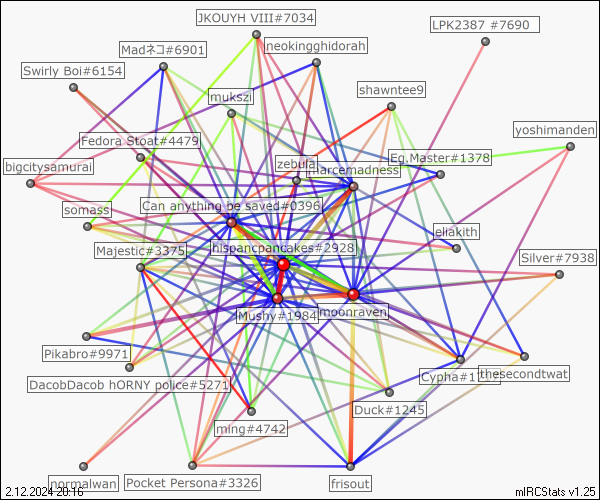 JKOUYH VIII#7034
LPK2387 #7690
Madネコ#6901
neokingghidorah
Swirly Boi#6154
shawntee9
mukszi
yoshimanden
Fedora Stoat#4479
zebula
Eg.Master#1378
bigcitysamurai
marcemadness
Can anything be saved#0396
somass
eliakith
Majestic#3375
hispancpancakes#2928
Silver#7938
Mushy#1984
moonraven
Pikabro#9971
DacobDacob hORNY police#5271
thesecondtwat
Duck#1245
ming#4742
normalwan
Pocket Persona#3326
frisout
2.12.2024 20:16
mIRCStats v1.25